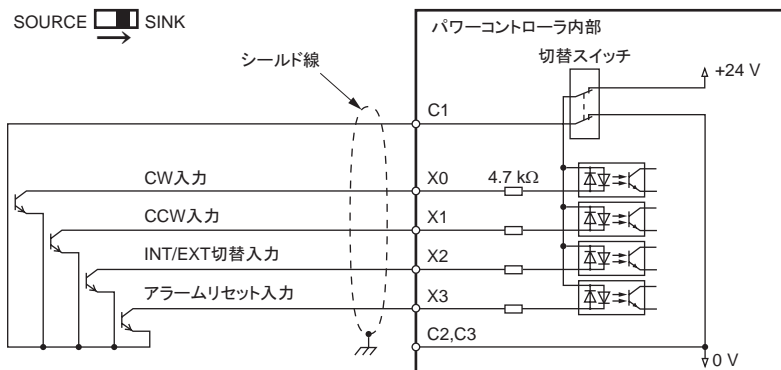 SOURCE SINK
パワーコントローラ内部
切替スイッチ
+24 V
シールド線
C1
CW入力
X0
4.7 kΩ
CCW入力
X1
INT/EXT切替入力
X2
アラームリセット入力
X3
C2,C3
0 V